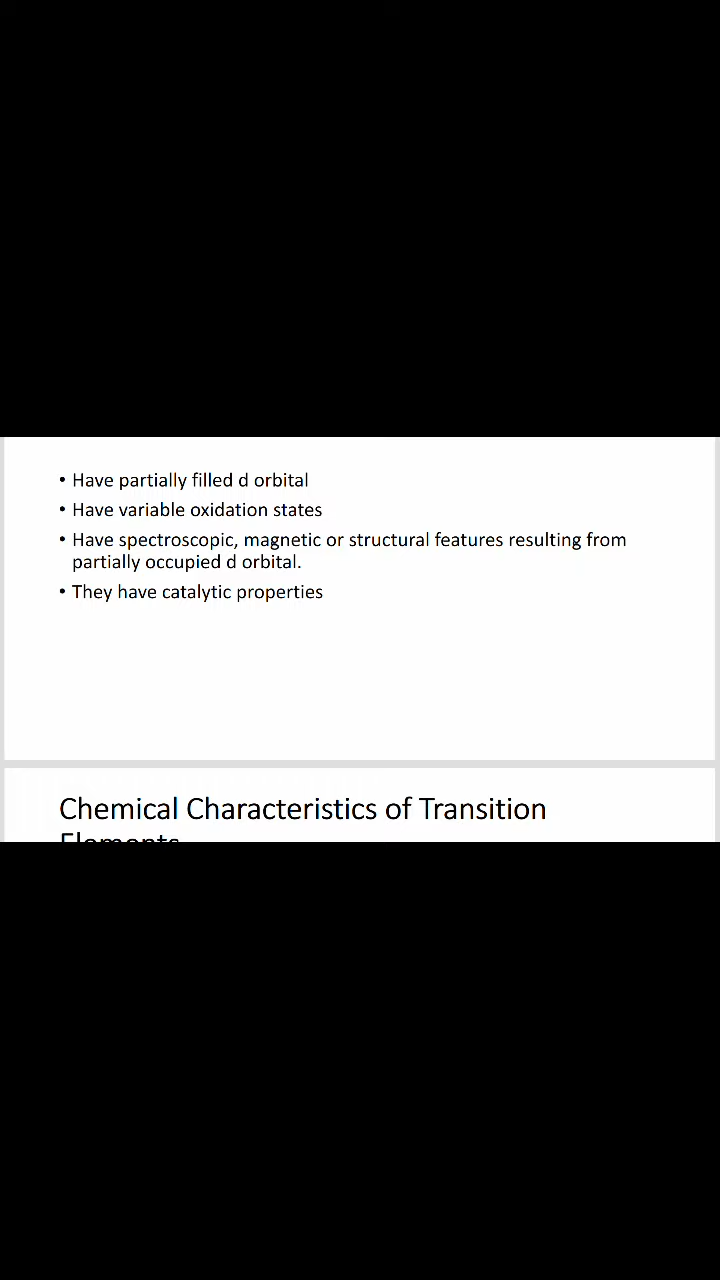 • Have partially filled d orbital
• Have variable oxidation states
• Have spectroscopic, magnetic or structural features resulting from
partially occupied d orbital.
• They have catalytic properties
Chemical Characteristics of Transition
Elements